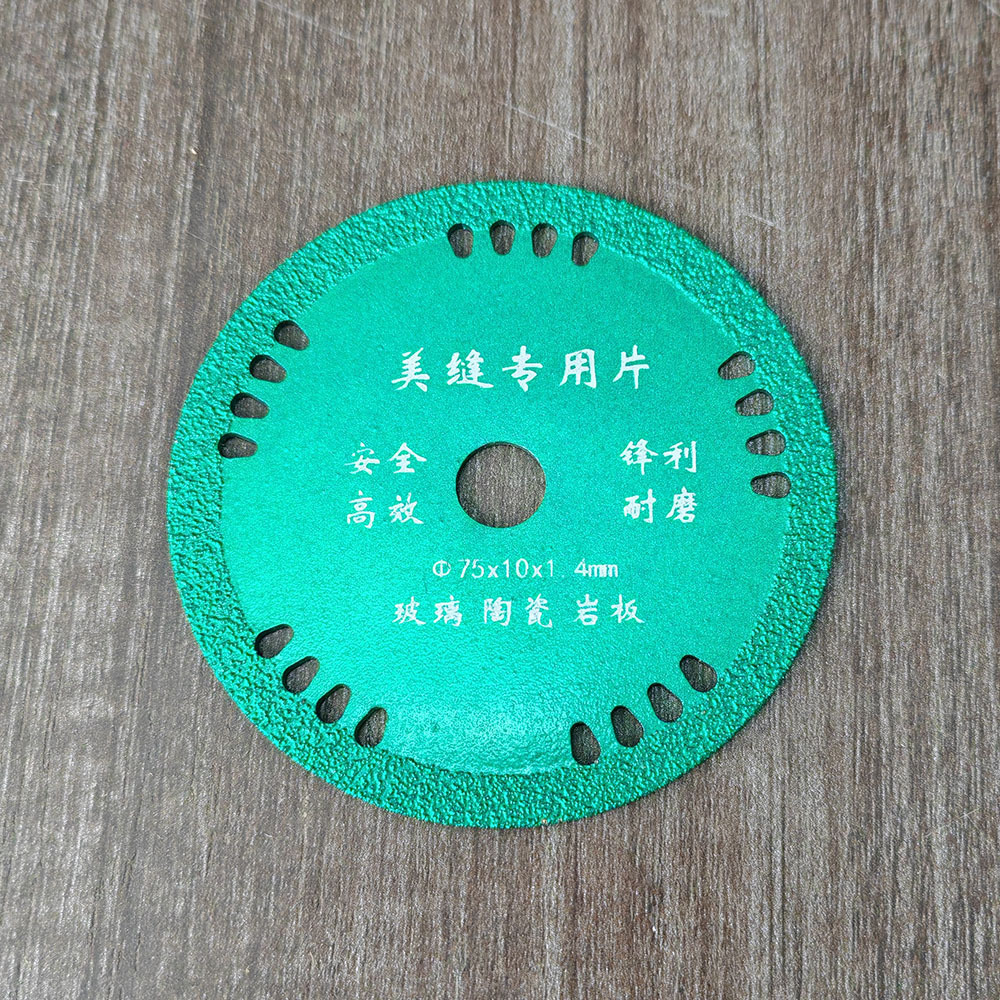 美缝专用片
安全 锋利
高效 耐磨
Φ75x10x1.4mm
玻璃 陶瓷 岩板